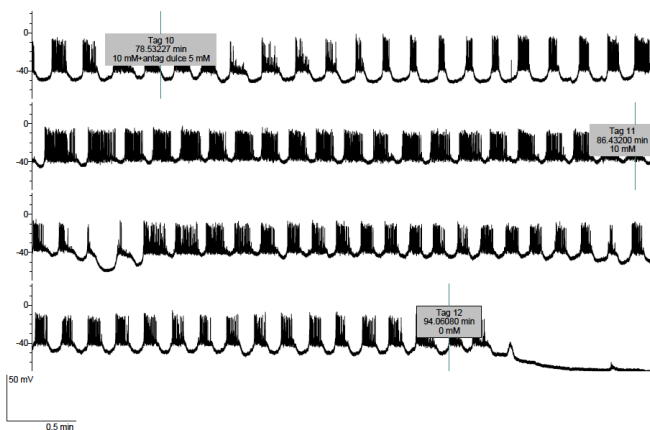 0
Tag 10
78.53227 min
10 mM+antag dulce 5 mM
-40
0
Tag 11
86.43200 min
10 mM
-40
0
-40
0
Tag 12
94.06080 min
0 mM
-40
50 mV
0.5 min